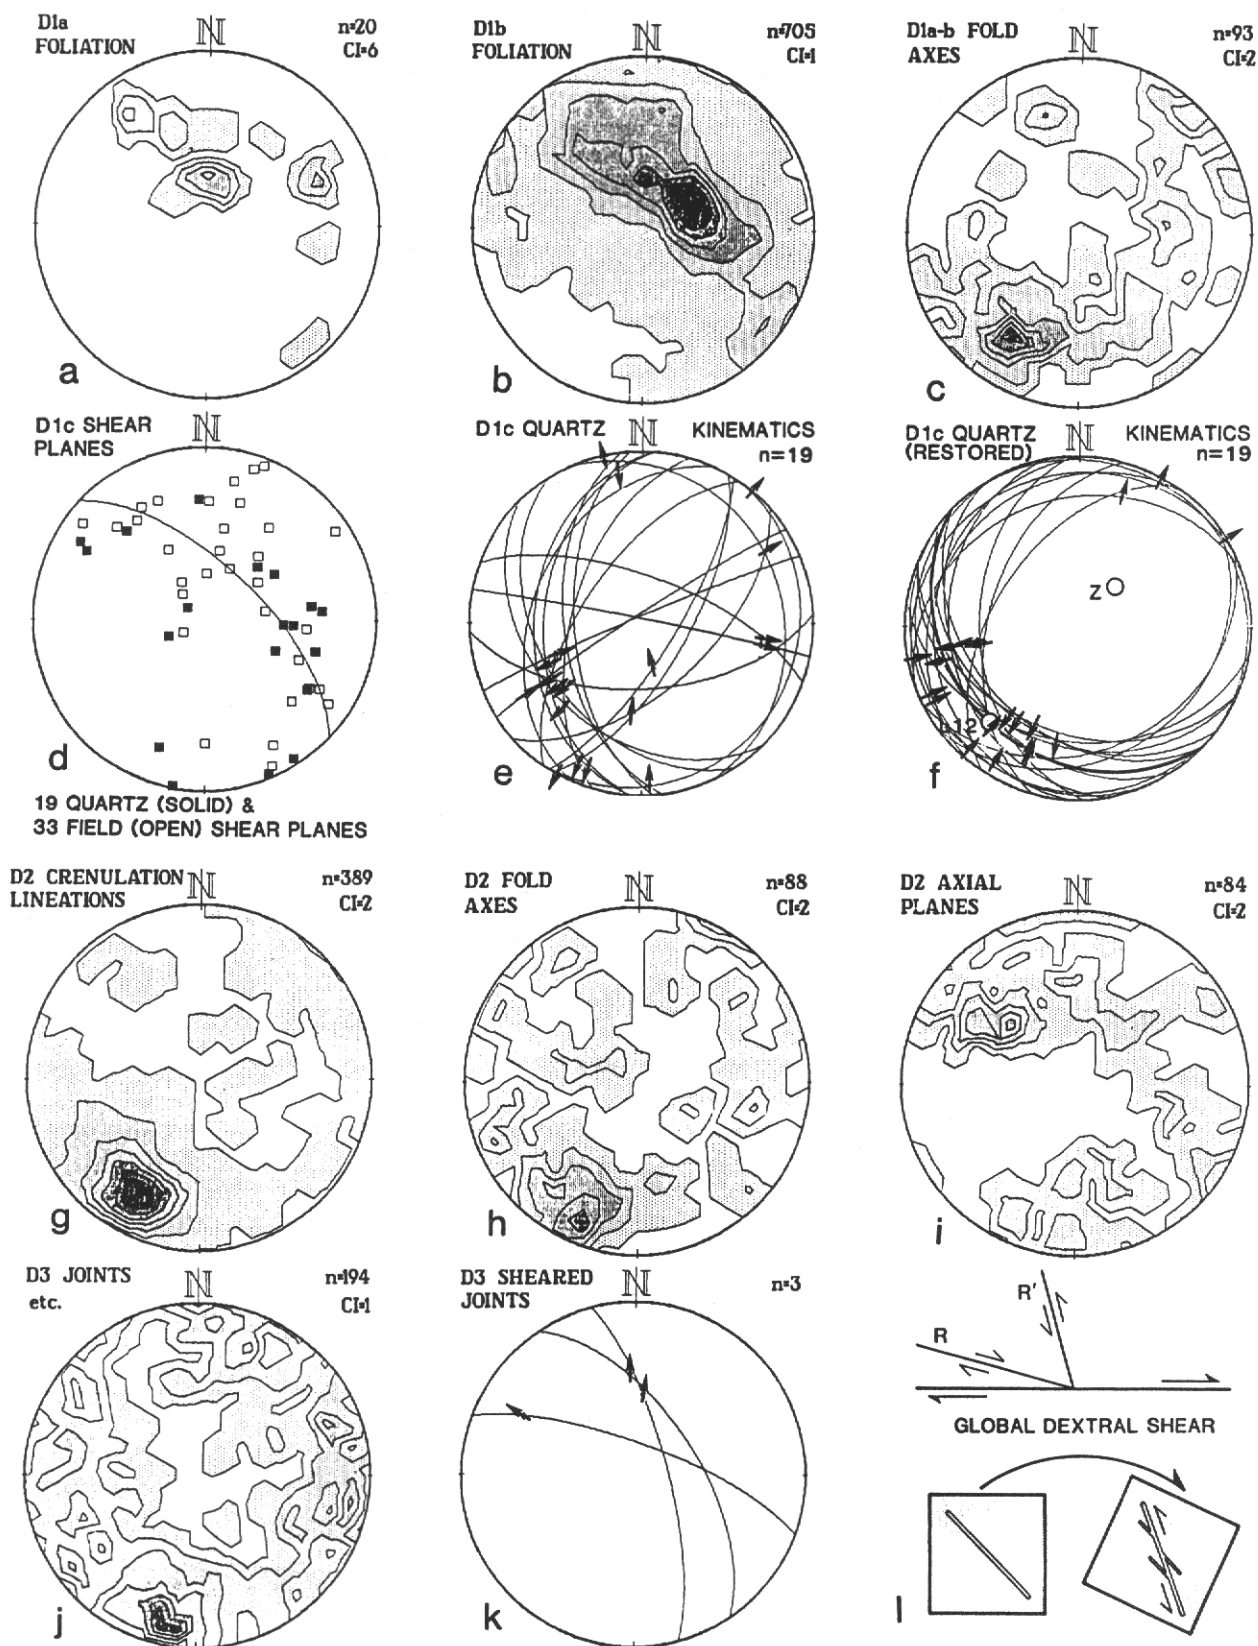 D1a
FOLIATION
N
n=20
CI=6
a
D1b
FOLIATION
N
n=705
CI=1
b
D1a-b FOLD
AXES
N
n=93
CI=2
c
D1c SHEAR
PLANES
N
d
19 QUARTZ (SOLID) &
33 FIELD (OPEN) SHEAR PLANES
D1c QUARTZ
N
KINEMATICS
n=19
e
D1c QUARTZ
(RESTORED)
N
KINEMATICS
n=19
Z
f
D2 CRENULATION
LINEATIONS
N
n=389
CI=2
g
D2 FOLD
AXES
N
n=88
CI=2
h
D2 AXIAL
PLANES
N
n=84
CI=2
i
D3 JOINTS
etc.
N
n=194
CI=1
j
D3 SHEARED
JOINTS
N
n=3
k
R'
R
GLOBAL DEXTRAL SHEAR
l